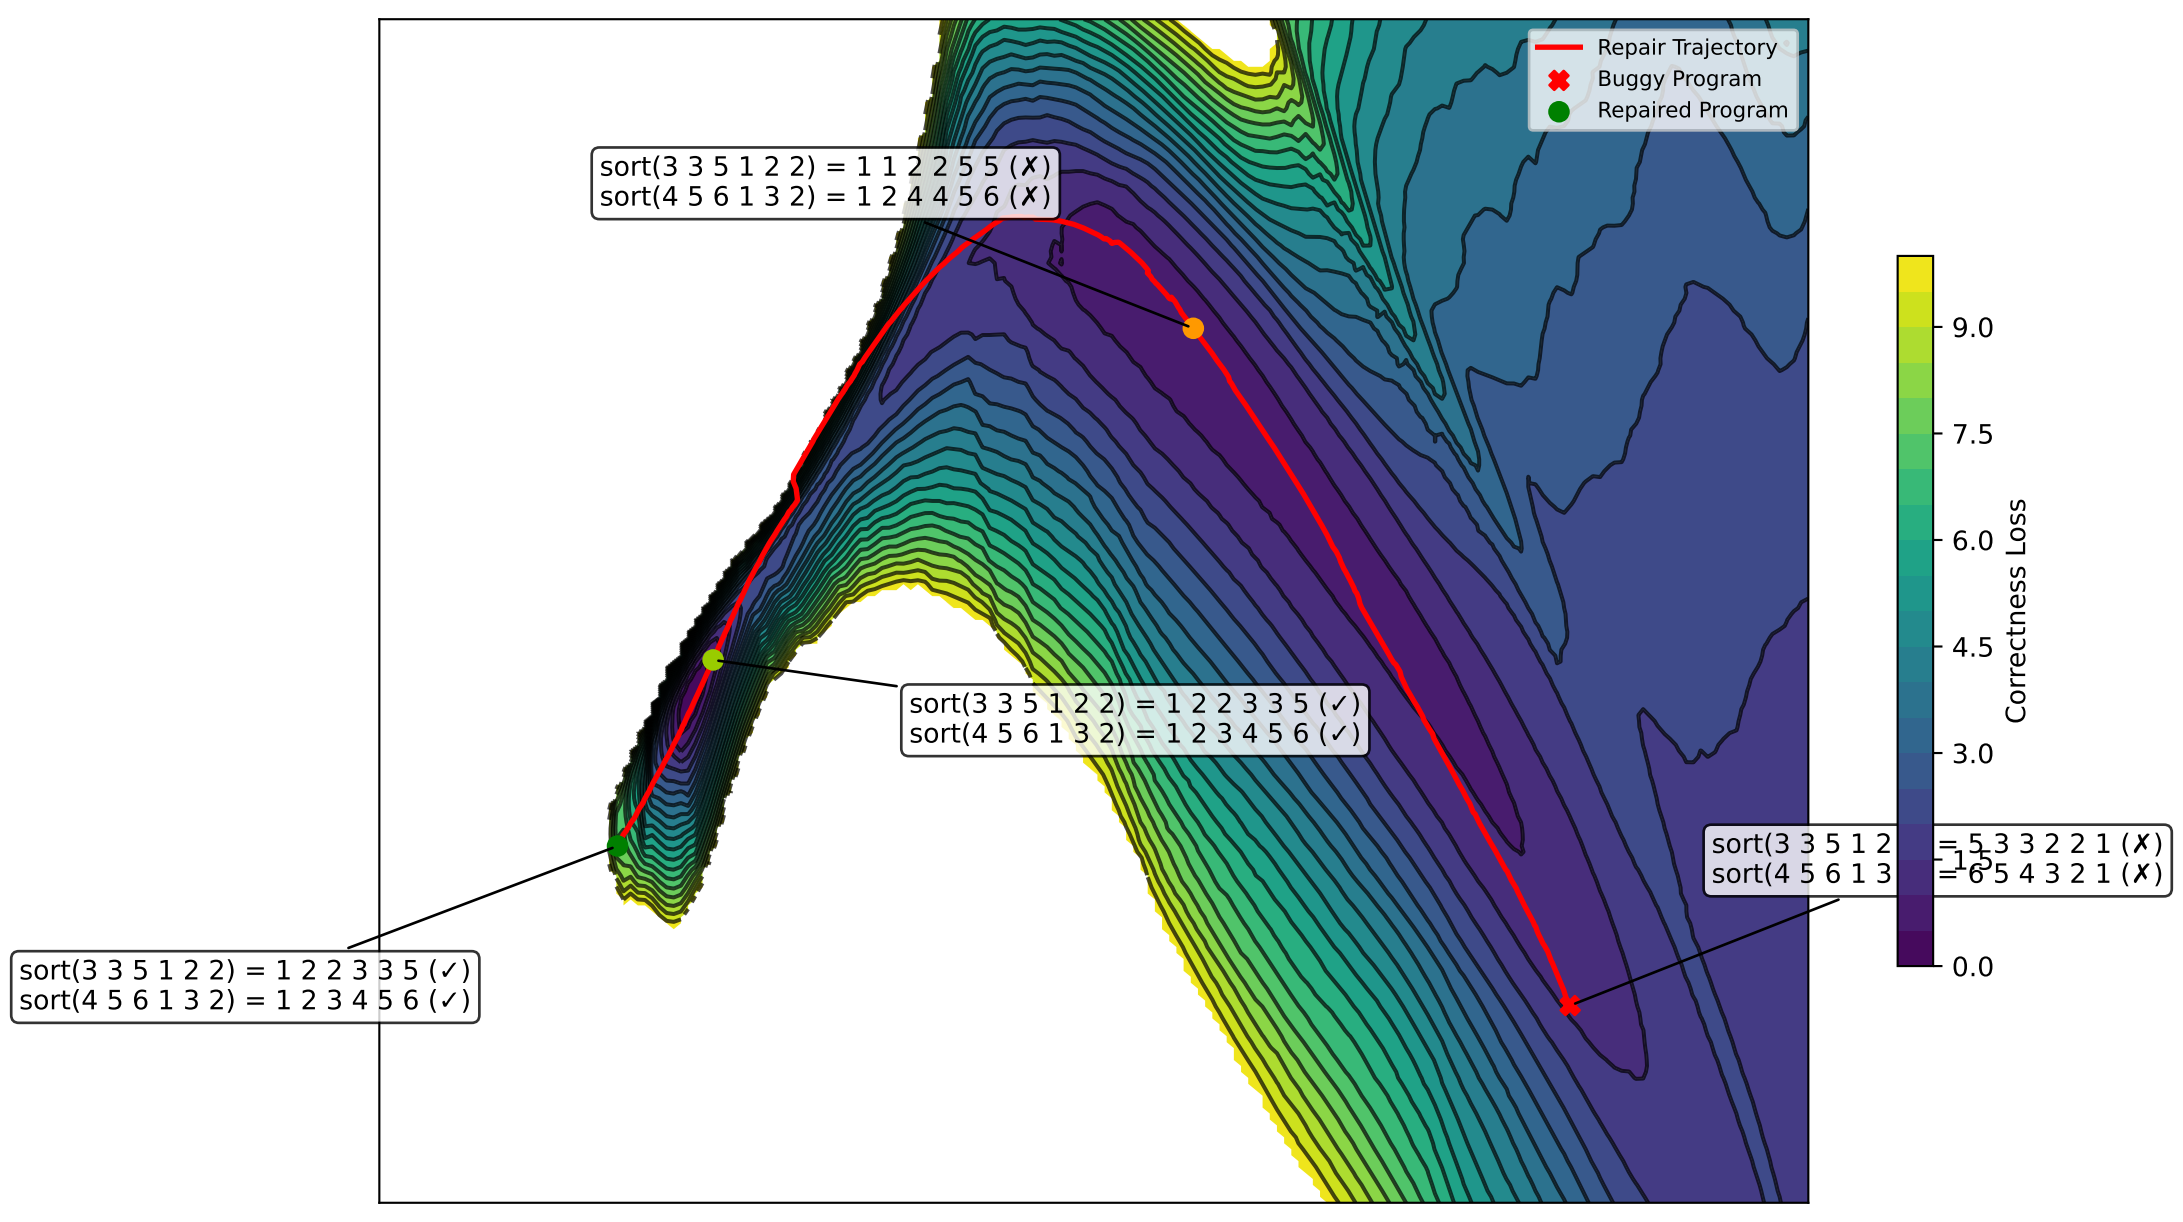 Repair Trajectory
Buggy Program
Repaired Program
sort(3 3 5 1 2 2) = 1 1 2 2 5 5 (✗)
sort(4 5 6 1 3 2) = 1 2 4 4 5 6 (✗)
sort(3 3 5 1 2 2) = 1 2 2 3 3 5 (✓)
sort(4 5 6 1 3 2) = 1 2 3 4 5 6 (✓)
sort(3 3 5 1 2 = 5 3 3 2 2 1 (✗)
sort(4 5 6 1 3 = 6 5 4 3 2 1 (✗)
sort(3 3 5 1 2 2) = 1 2 2 3 3 5 (✓)
sort(4 5 6 1 3 2) = 1 2 3 4 5 6 (✓)
9.0
7.5
6.0
4.5
3.0
1.5
0.0
Correctness Loss